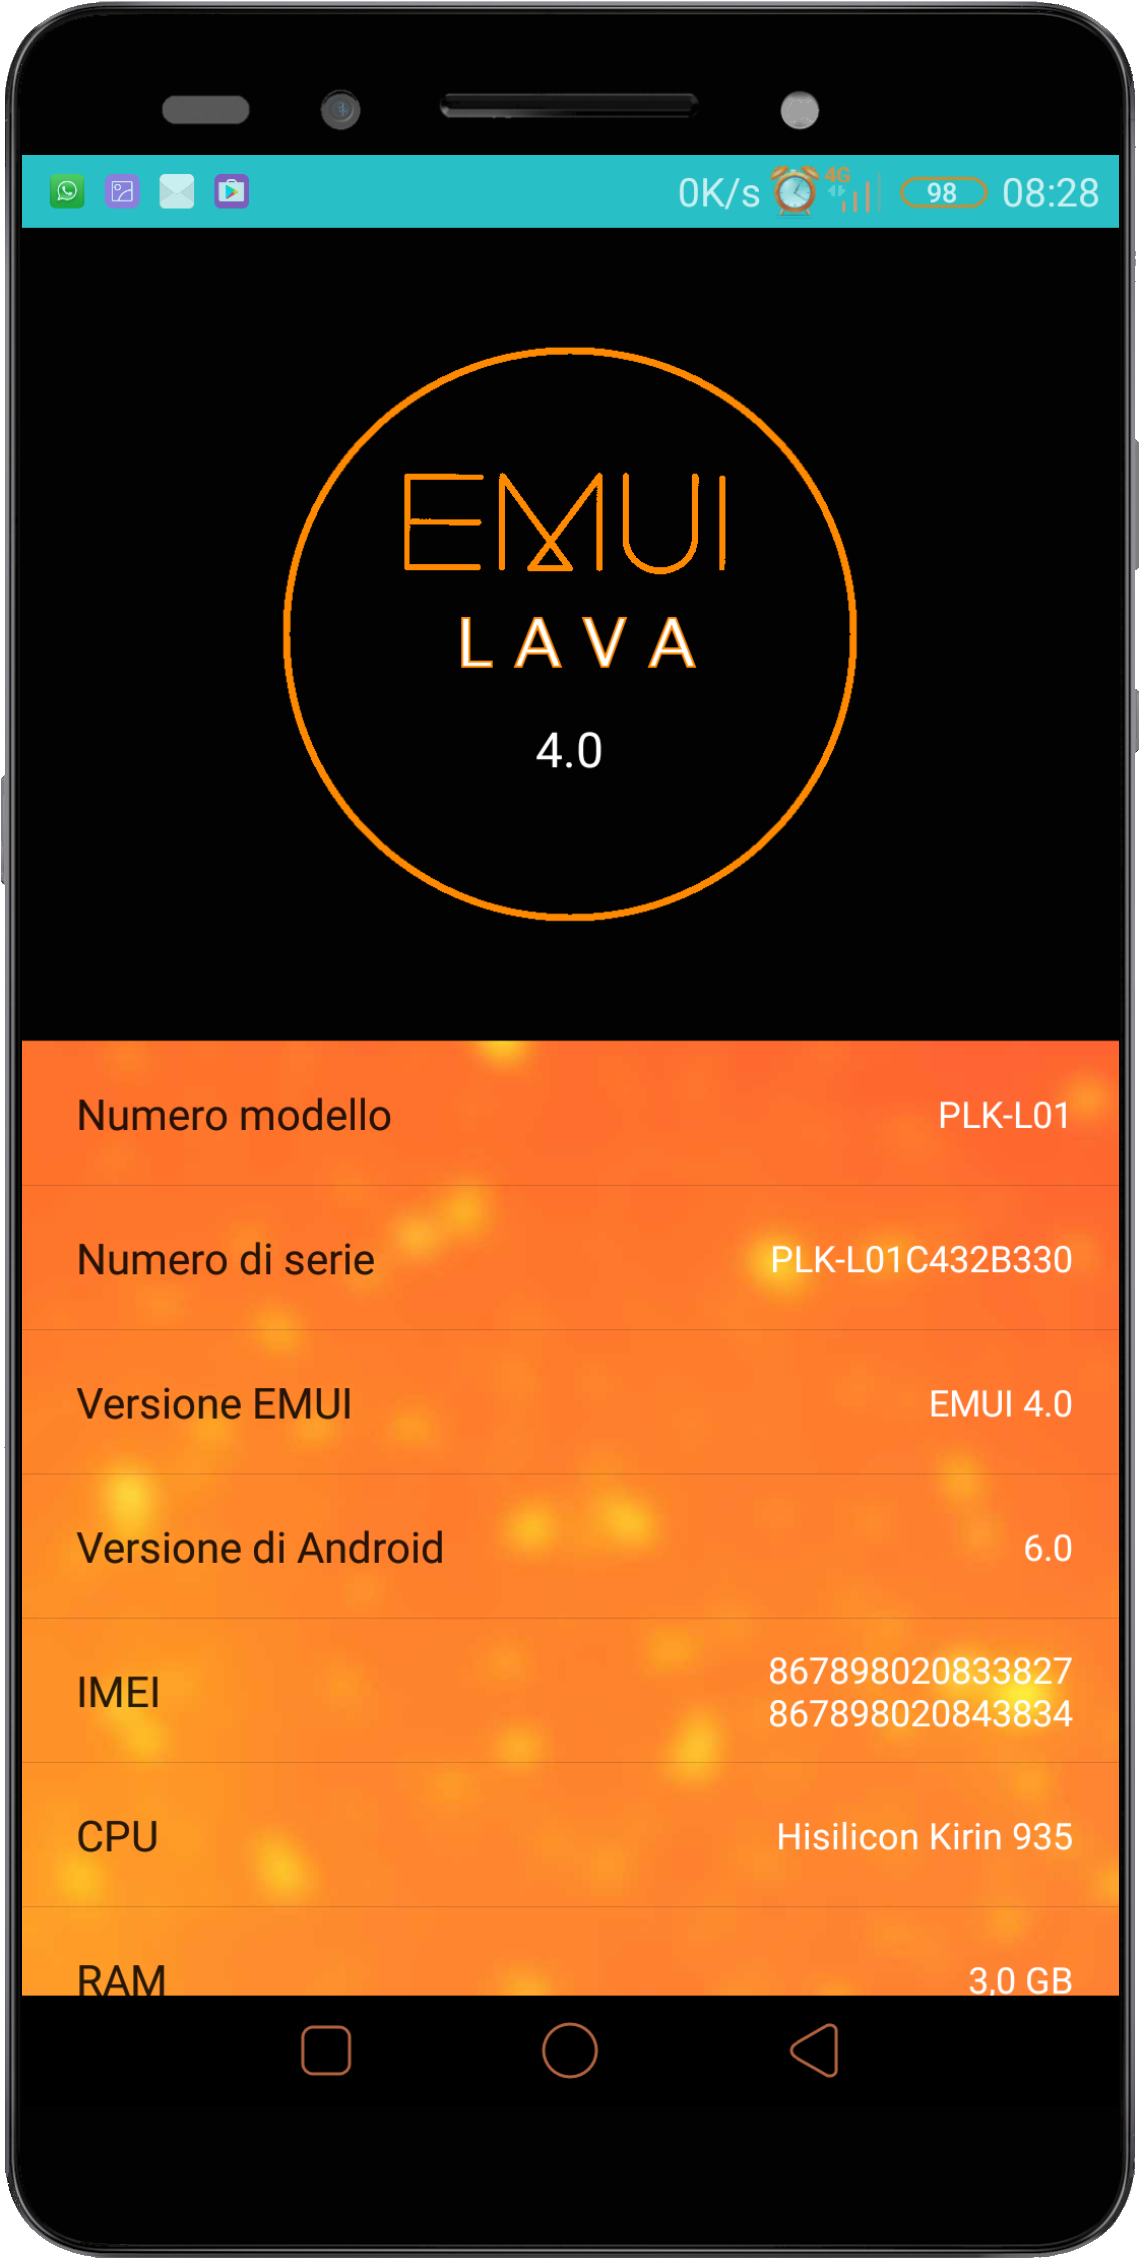 0K/s 4G 98 08:28
EMUI
LAVA
4.0
Numero modello PLK-L01
Numero di serie PLK-L01C432B330
Versione EMUI EMUI 4.0
Versione di Android 6.0
IMEI 867898020833827
867898020843834
CPU Hisilicon Kirin 935
RAM 3,0 GB